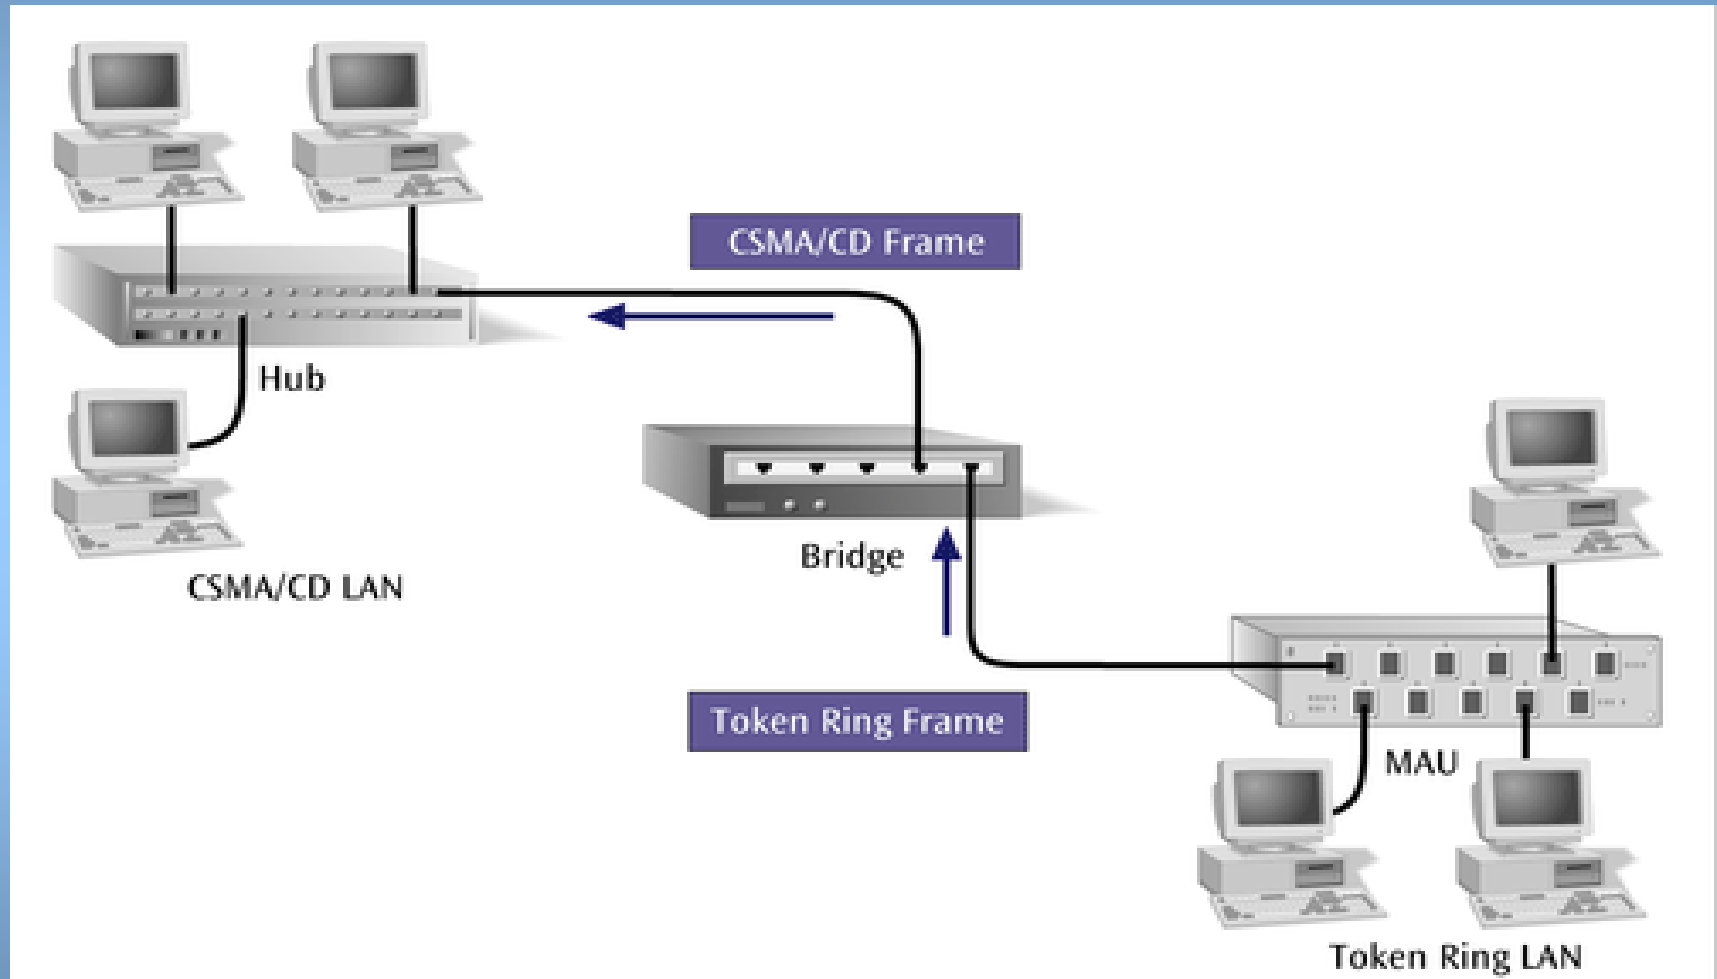 CSMA/CD Frame
Hub
CSMA/CD LAN
Bridge
Token Ring Frame
MAU
Token Ring LAN